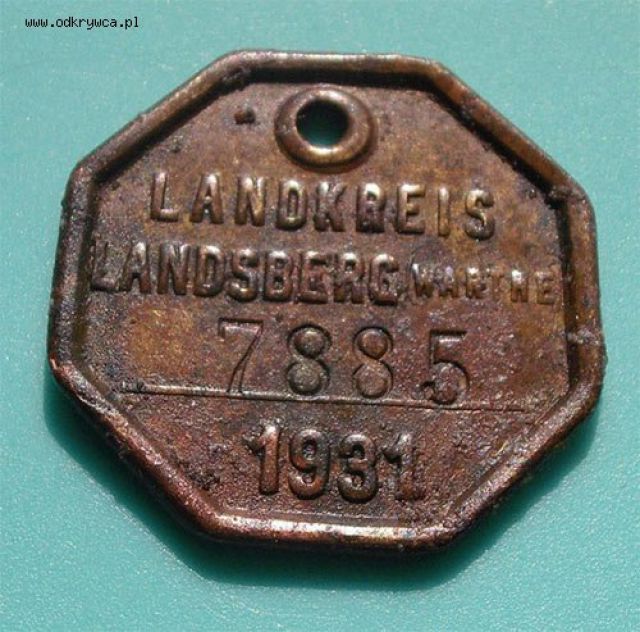 www.odkrywca.pl
LANDKREIS
LANDSBERG/WARTHE
7885
1931